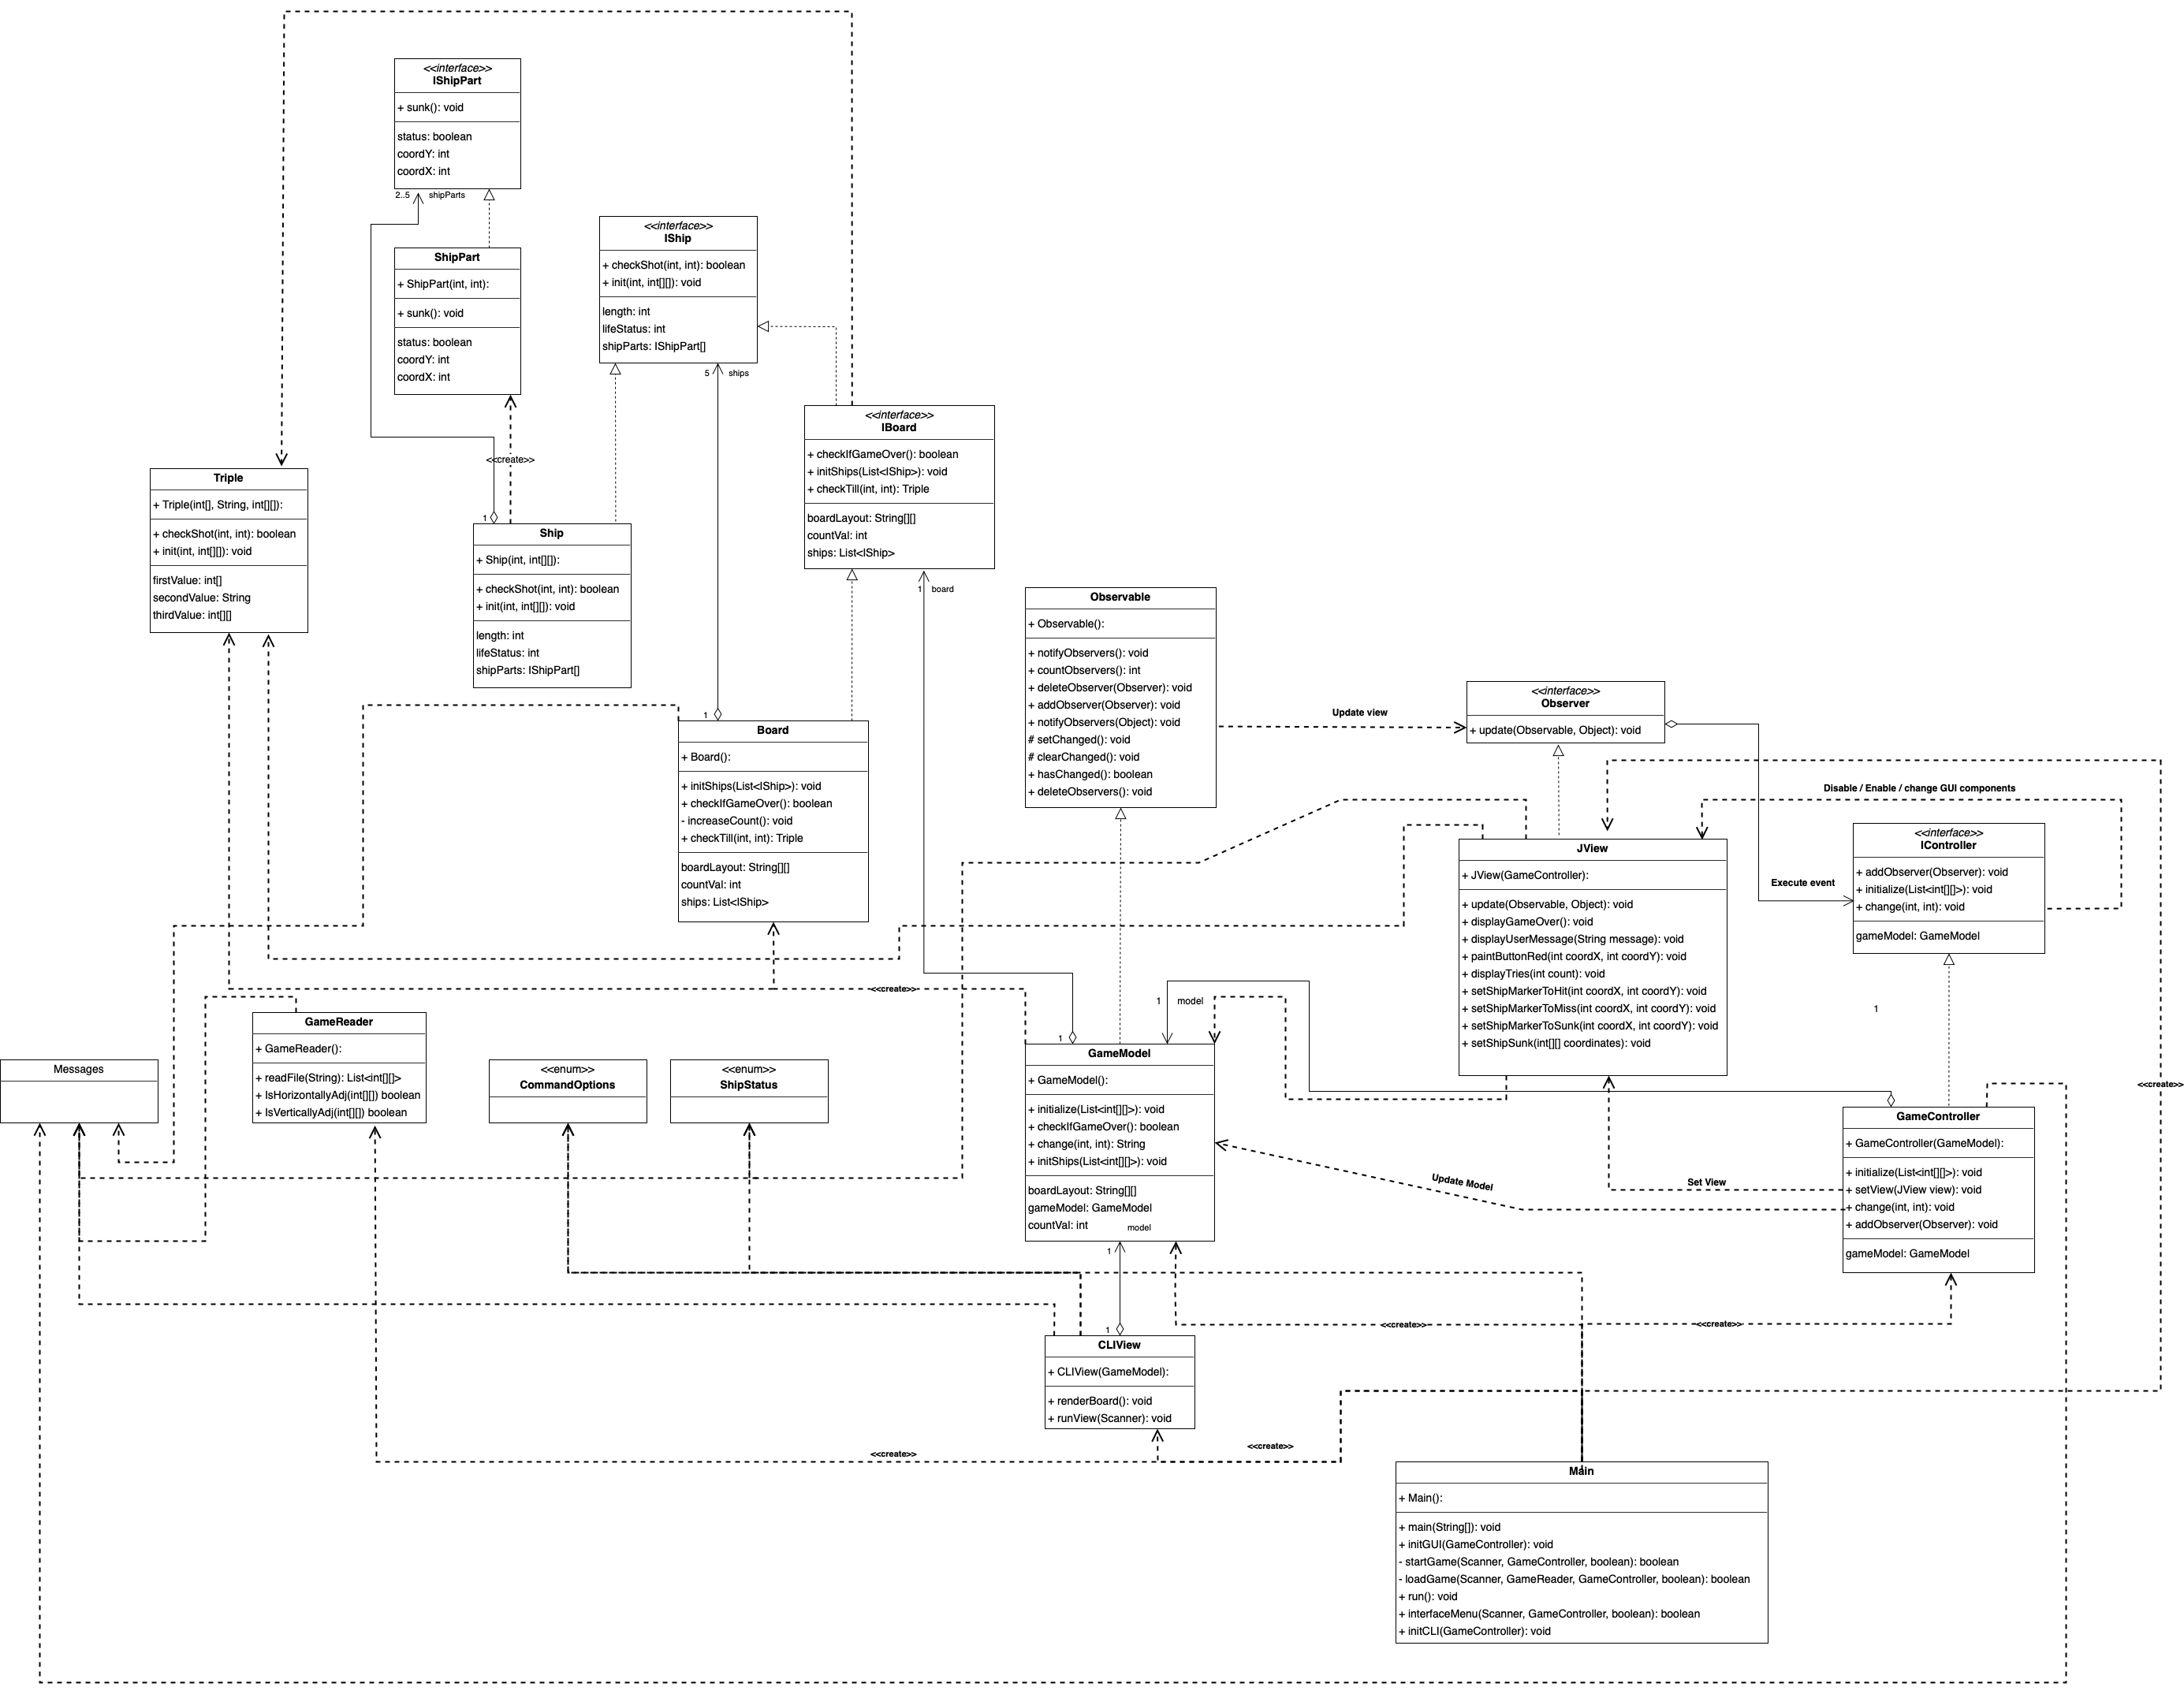 <<interface>>
IShipPart
+ sunk(): void
status: boolean
coordY: int
coordX: int
2..5
shipParts
ShipPart
+ ShipPart(int, int):
+ sunk(): void
status: boolean
coordY: int
coordX: int
<<interface>>
IShip
+ checkShot(int, int): boolean
+ init(int, int[][]): void
length: int
lifeStatus: int
shipParts: IShipPart[]
5
ships
<<interface>>
IBoard
+ checkIfGameOver(): boolean
+ initShips(List<IShip>): void
+ checkTill(int, int): Triple
boardLayout: String[][]
countVal: int
ships: List<IShip>
1
board
<<create>>
Triple
+ Triple(int[], String, int[][]):
+ checkShot(int, int): boolean
+ init(int, int[][]): void
firstValue: int[]
secondValue: String
thirdValue: int[][]
1
Ship
+ Ship(int, int[][]):
+ checkShot(int, int): boolean
+ init(int, int[][]): void
length: int
lifeStatus: int
shipParts: IShipPart[]
1
Board
+ Board():
+ initShips(List<IShip>): void
+ checkIfGameOver(): boolean
- increaseCount(): void
+ checkTill(int, int): Triple
boardLayout: String[][]
countVal: int
ships: List<IShip>
Observable
+ Observable():
+ notifyObservers(): void
+ countObservers(): int
+ deleteObserver(Observer): void
+ addObserver(Observer): void
+ notifyObservers(Object): void
# setChanged(): void
# clearChanged(): void
+ hasChanged(): boolean
+ deleteObservers(): void
Update view
<<interface>>
Observer
+ update(Observable, Object): void
Disable / Enable / change GUI components
Execute event
<<interface>>
IController
+ addObserver(Observer): void
+ initialize(List<int[][]>): void
+ change(int, int): void
gameModel: GameModel
JView
+ JView(GameController):
+ update(Observable, Object): void
+ displayGameOver(): void
+ displayUserMessage(String message): void
+ paintButtonRed(int coordX, int coordY): void
+ displayTries(int count): void
+ setShipMarkerToHit(int coordX, int coordY): void
+ setShipMarkerToMiss(int coordX, int coordY): void
+ setShipMarkerToSunk(int coordX, int coordY): void
+ setShipSunk(int[][] coordinates): void
<<create>>
1
model
1
1
Messages
GameReader
+ GameReader():
+ readFile(String): List<int[][]>
+ IsHorizontallyAdj(int[][]) boolean
+ IsVerticallyAdj(int[][]) boolean
<<enum>>
CommandOptions
<<enum>>
ShipStatus
GameModel
+ GameModel():
+ initialize(List<int[][]>): void
+ checkIfGameOver(): boolean
+ change(int, int): String
+ initShips(List<int[][]>): void
boardLayout: String[][]
gameModel: GameModel
countVal: int
model
1
<<create>>
GameController
+ GameController(GameModel):
+ initialize(List<int[][]>): void
+ setView(JView view): void
+ change(int, int): void
+ addObserver(Observer): void
gameModel: GameModel
Update Model
Set View
<<create>>
<<create>>
1
CLIView
+ CLIView(GameModel):
+ renderBoard(): void
+ runView(Scanner): void
<<create>>
<<create>>
Main
+ Main():
+ main(String[]): void
+ initGUI(GameController): void
- startGame(Scanner, GameController, boolean): boolean
- loadGame(Scanner, GameReader, GameController, boolean): boolean
+ run(): void
+ interfaceMenu(Scanner, GameController, boolean): boolean
+ initCLI(GameController): void